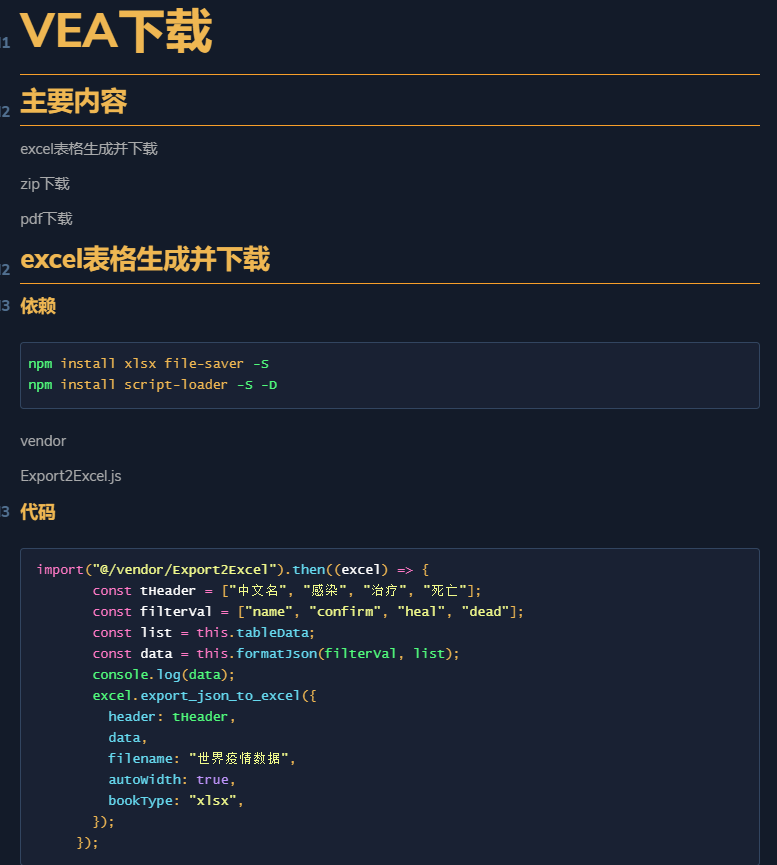 VEA下载
主要内容
excel表格生成并下载
zip下载
pdf下载
excel表格生成并下载
依赖
npm install xlsx file-saver -S
npm install script-loader -S -D
vendor
Export2Excel.js
代码
import("@/vendor/Export2Excel").then((excel) => {
const tHeader = ["中文名", "感染", "治疗", "死亡"];
const filterVal = ["name", "confirm", "heal", "dead"];
const list = this.tableData;
const data = this.formatJson(filterVal, list);
console.log(data);
excel.export_json_to_excel({
header: tHeader,
data,
filename: "世界疫情数据",
autoWidth: true,
bookType: "xlsx",
});
});